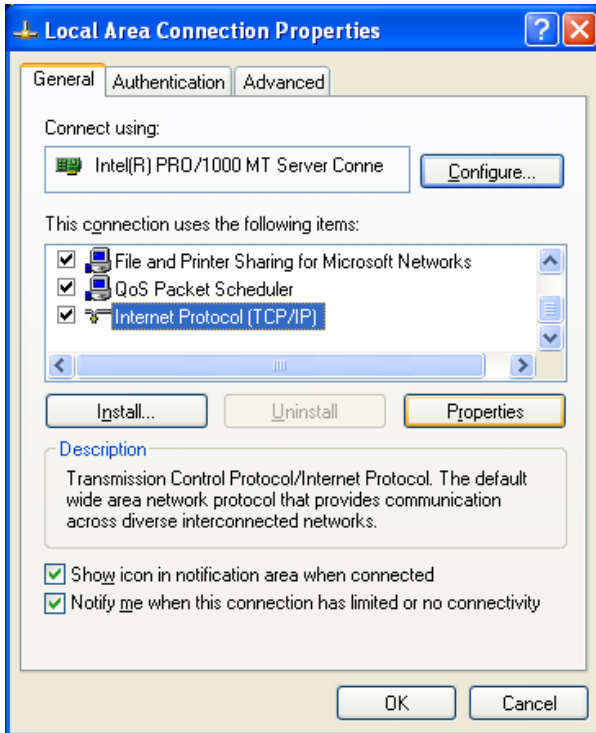 Local Area Connection Properties
General Authentication Advanced
Connect using:
Intel(R) PRO/1000 MT Server Conne
Configure...
This connection uses the following items:
File and Printer Sharing for Microsoft Networks
QoS Packet Scheduler
Internet Protocol (TCP/IP)
Install... Uninstall Properties
Description
Transmission Control Protocol/Internet Protocol. The default
wide area network protocol that provides communication
across diverse interconnected networks.
Show icon in notification area when connected
Notify me when this connection has limited or no connectivity
OK Cancel